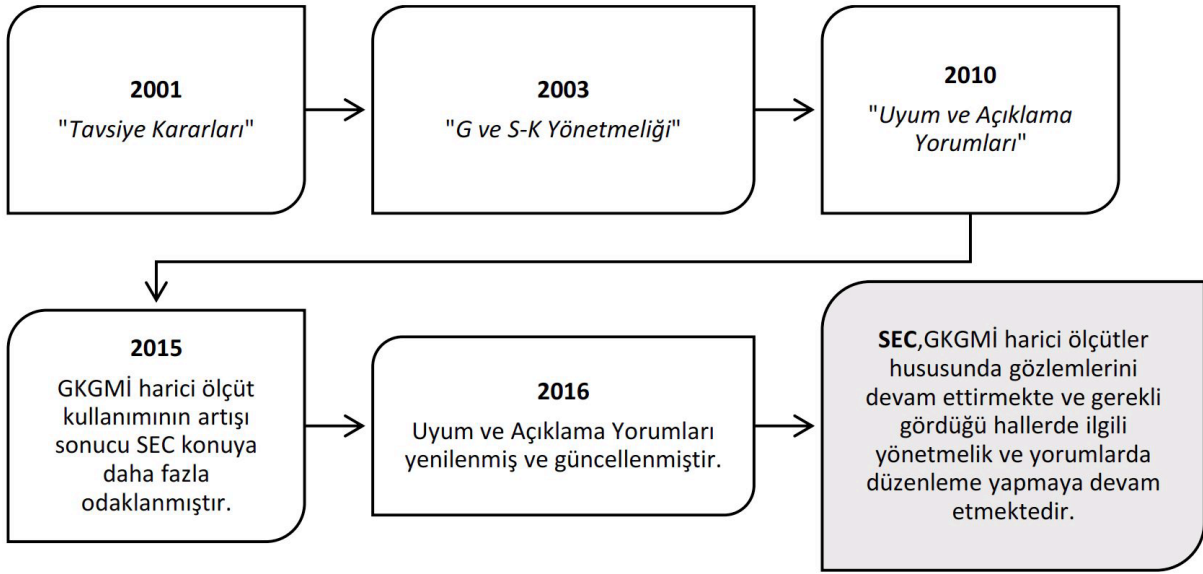 2001
"Tavsiye Kararları"
2003
"G ve S-K Yönetmeliği"
2010
"Uyum ve Açıklama
Yorumları"
2015
GKGMİ harici ölçüt
kullanımının artışı
sonucu SEC konuya
daha fazla
odaklanmıştır.
2016
Uyum ve Açıklama Yorumları
yenilenmiş ve güncellenmiştir.
SEC,GKGMİ harici ölçütler
hususunda gözlemlerini
devam ettirmekte ve gerekli
gördüğü hallerde ilgili
yönetmelik ve yorumlarda
düzenleme yapmaya devam
etmektedir.